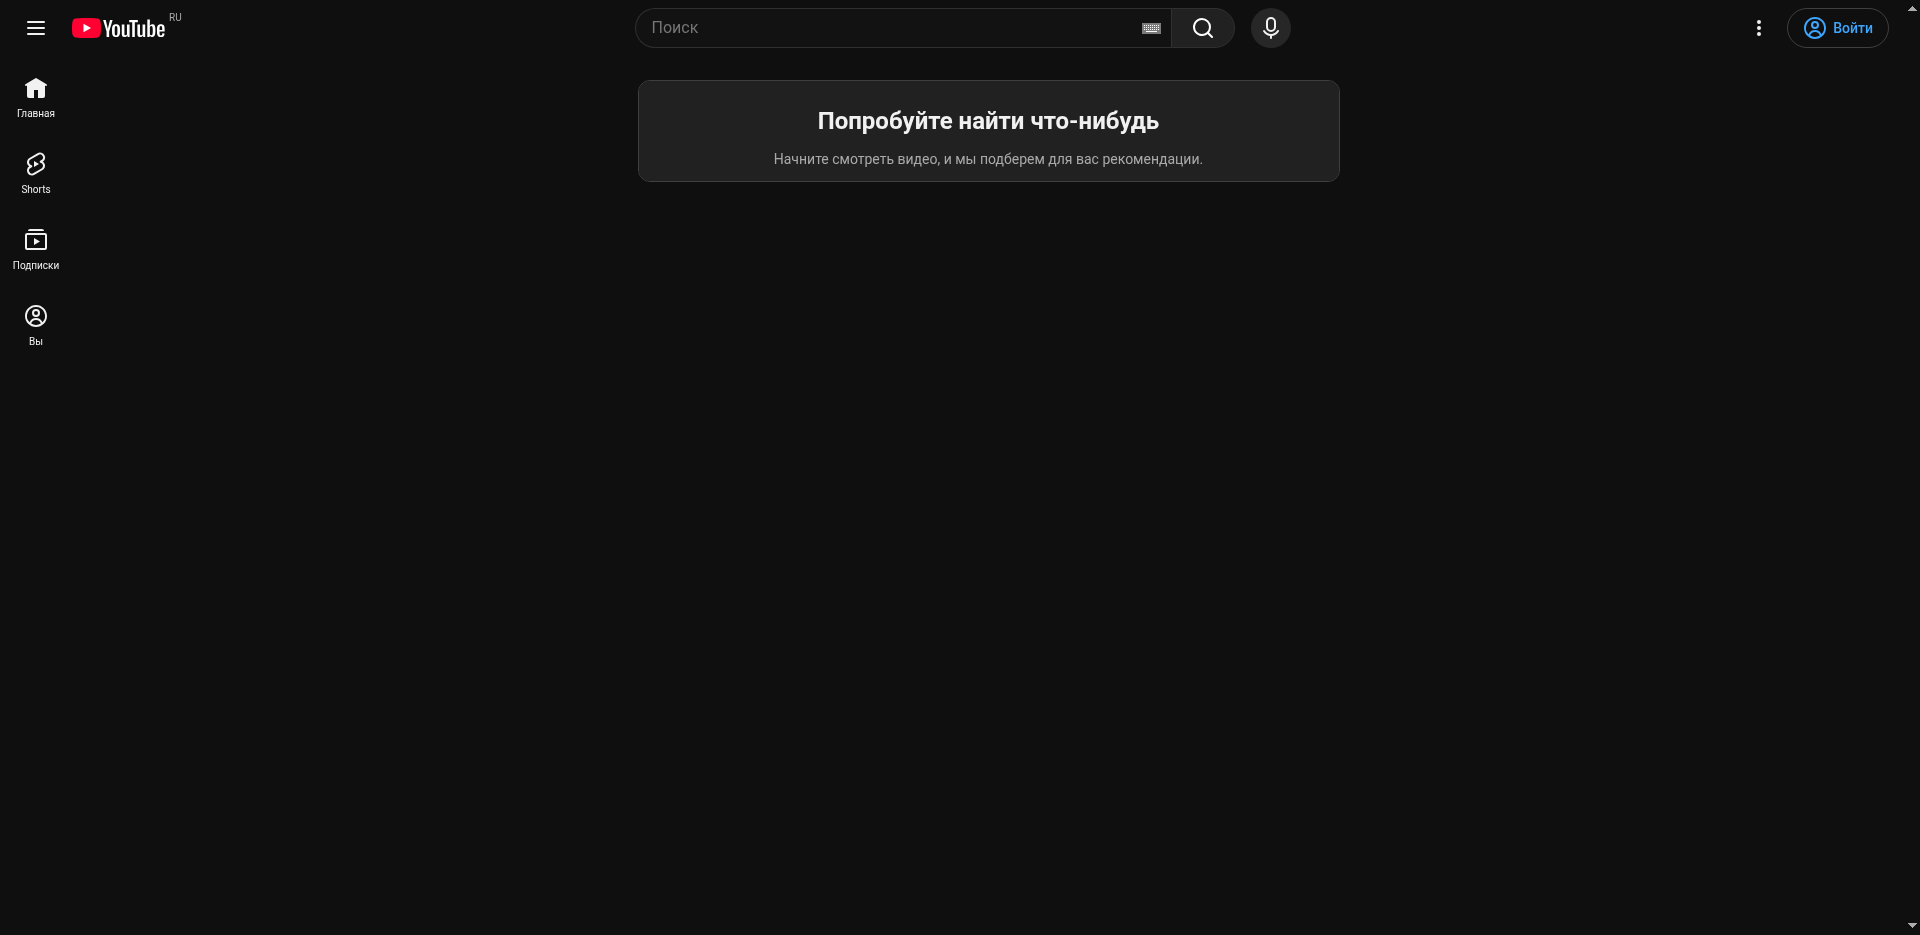 YouTube RU
Поиск
Войти
Главная
Shorts
Подписки
Вы
Попробуйте найти что-нибудь
Начните смотреть видео, и мы подберем для вас рекомендации.